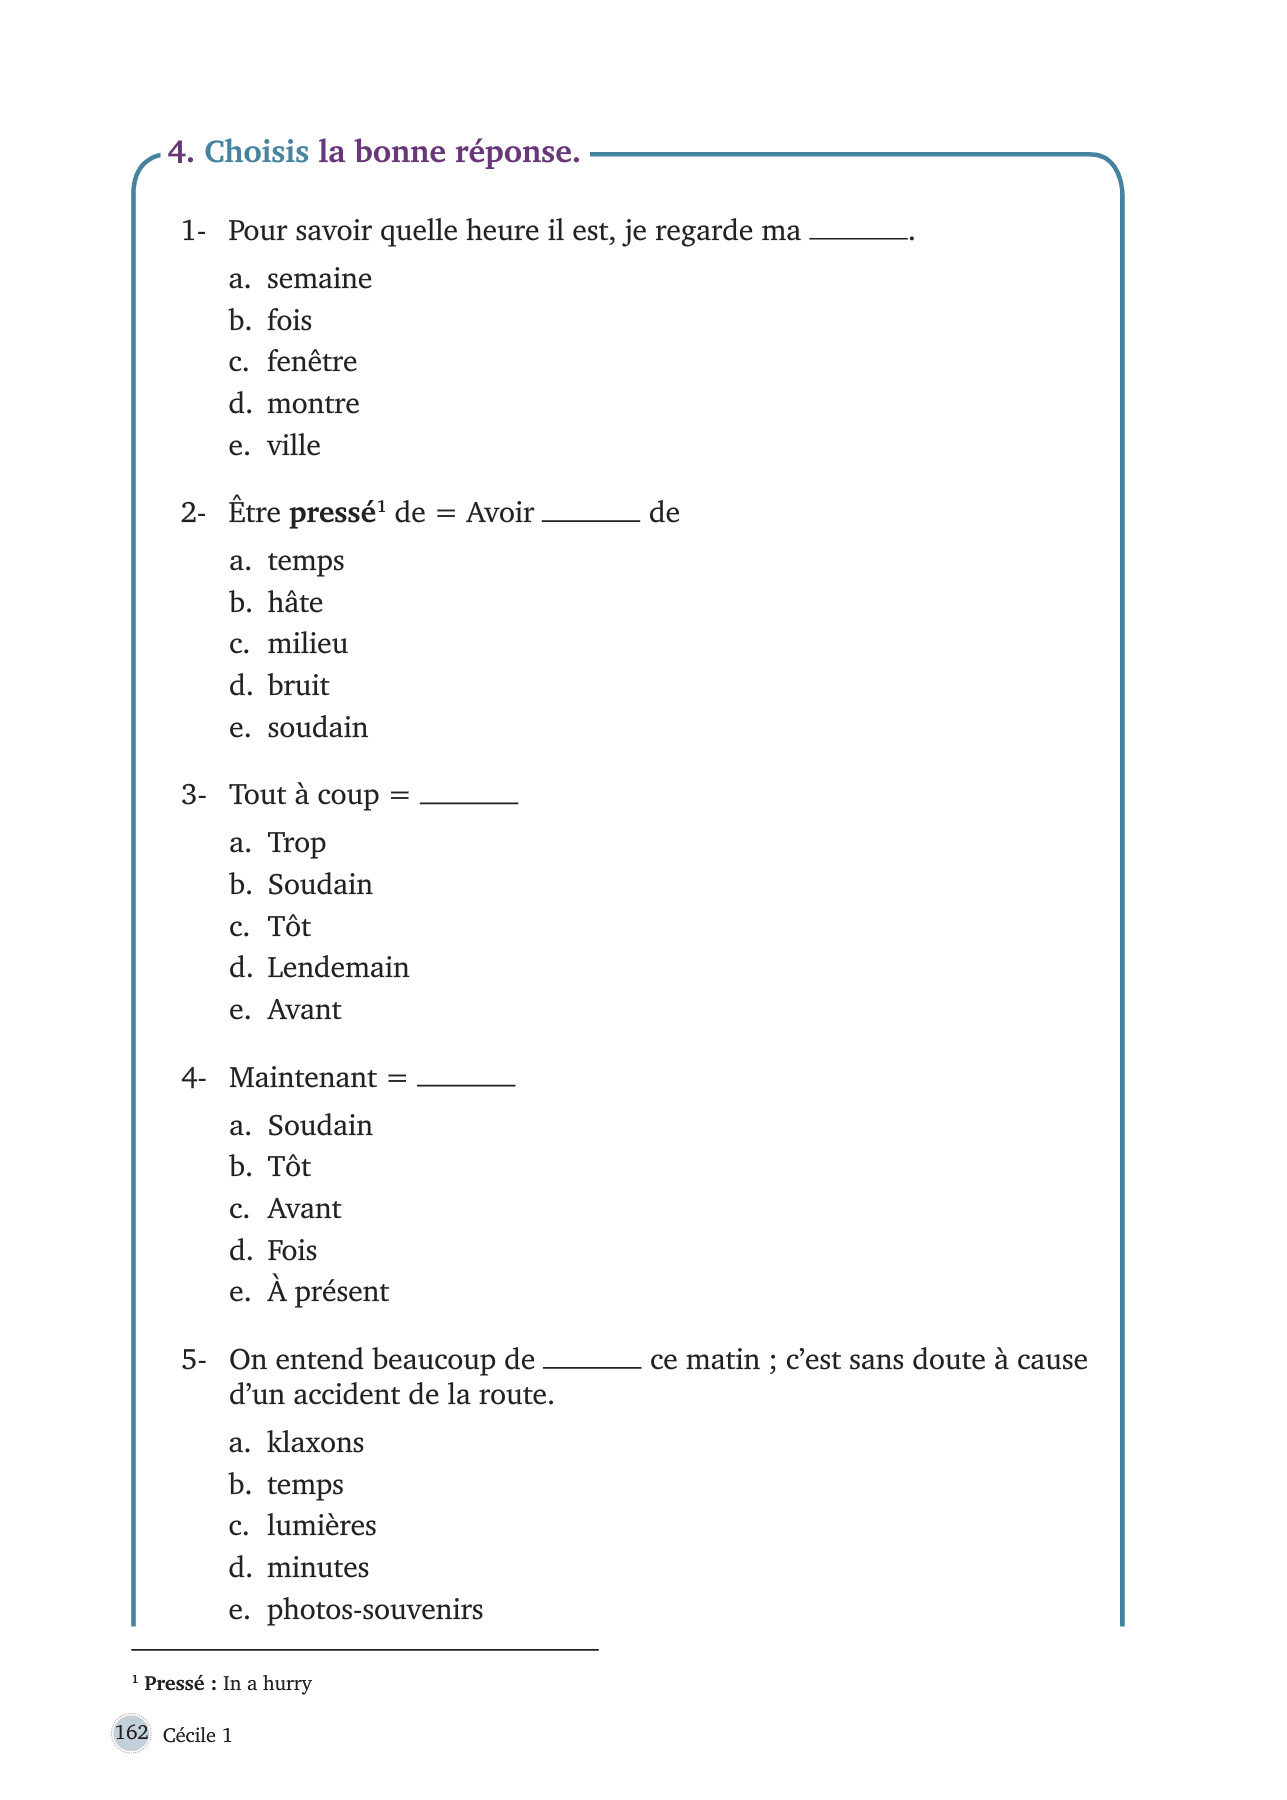 4. Choisis la bonne réponse.
1- Pour savoir quelle heure il est, je regarde ma ______.
a. semaine
b. fois
c. fenêtre
d. montre
e. ville
2- Être pressé¹ de = Avoir ______ de
a. temps
b. hâte
c. milieu
d. bruit
e. soudain
3- Tout à coup = ______
a. Trop
b. Soudain
c. Tôt
d. Lendemain
e. Avant
4- Maintenant = ______
a. Soudain
b. Tôt
c. Avant
d. Fois
e. À présent
5- On entend beaucoup de ______ ce matin ; c’est sans doute à cause
d’un accident de la route.
a. klaxons
b. temps
c. lumières
d. minutes
e. photos-souvenirs
¹ Pressé : In a hurry
162 Cécile 1